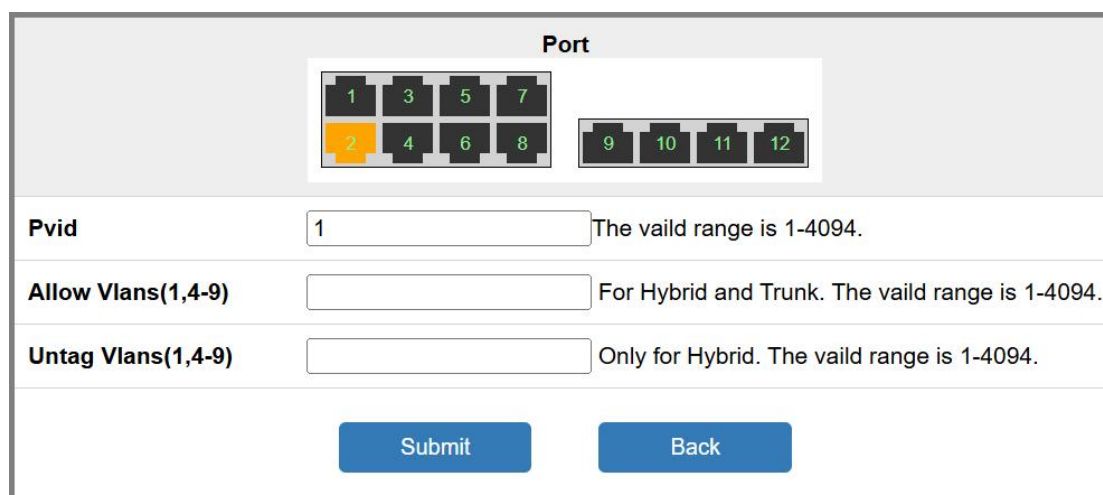 Port
1 3 5 7
2 4 6 8 9 10 11 12
Pvid 1 The vaild range is 1-4094.
Allow Vlans(1,4-9) For Hybrid and Trunk. The vaild range is 1-4094.
Untag Vlans(1,4-9) Only for Hybrid. The vaild range is 1-4094.
Submit Back